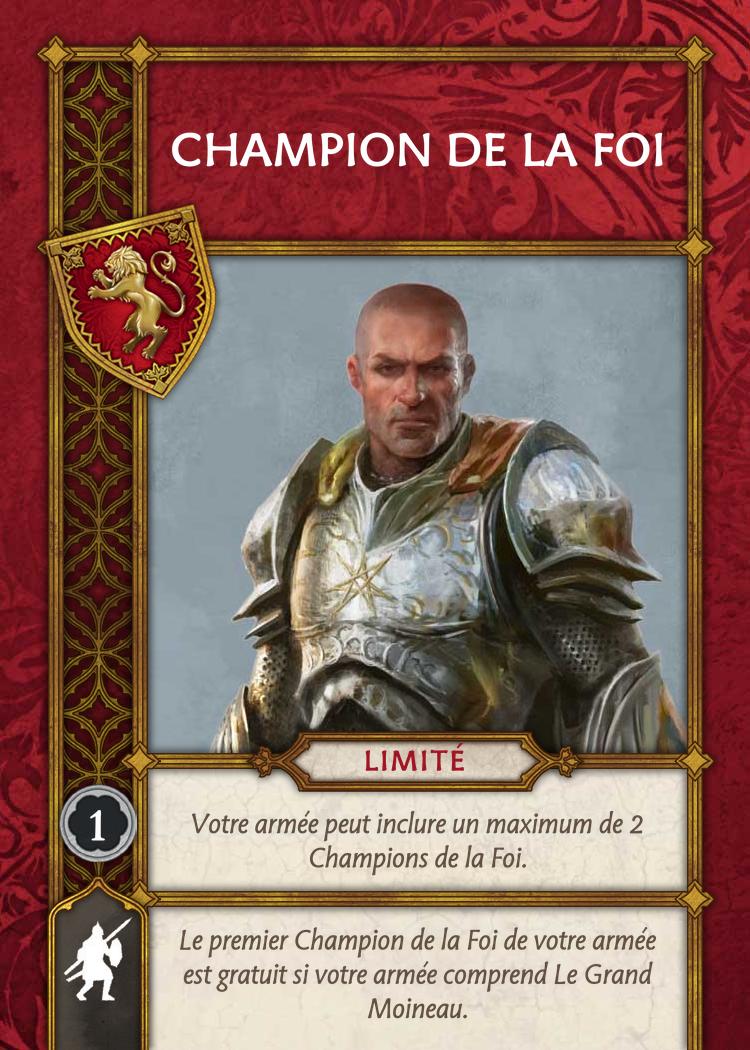 CHAMPION DE LA FOI
LIMITÉ
1
Votre armée peut inclure un maximum de 2
Champions de la Foi.
Le premier Champion de la Foi de votre armée
est gratuit si votre armée comprend Le Grand
Moineau.